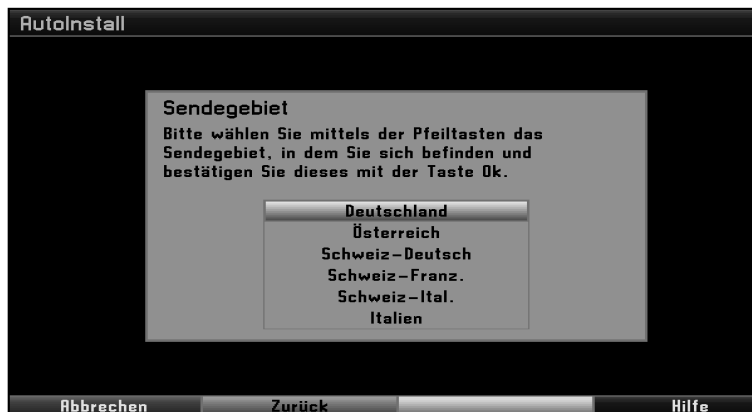 AutoInstall
Sendegebiet
Bitte wählen Sie mittels der Pfeiltasten das
Sendegebiet, in dem Sie sich befinden und
bestätigen Sie dieses mit der Taste Ok.
Deutschland
Österreich
Schweiz-Deutsch
Schweiz-Franz.
Schweiz-Ital.
Italien
Abbrechen Zurück Hilfe